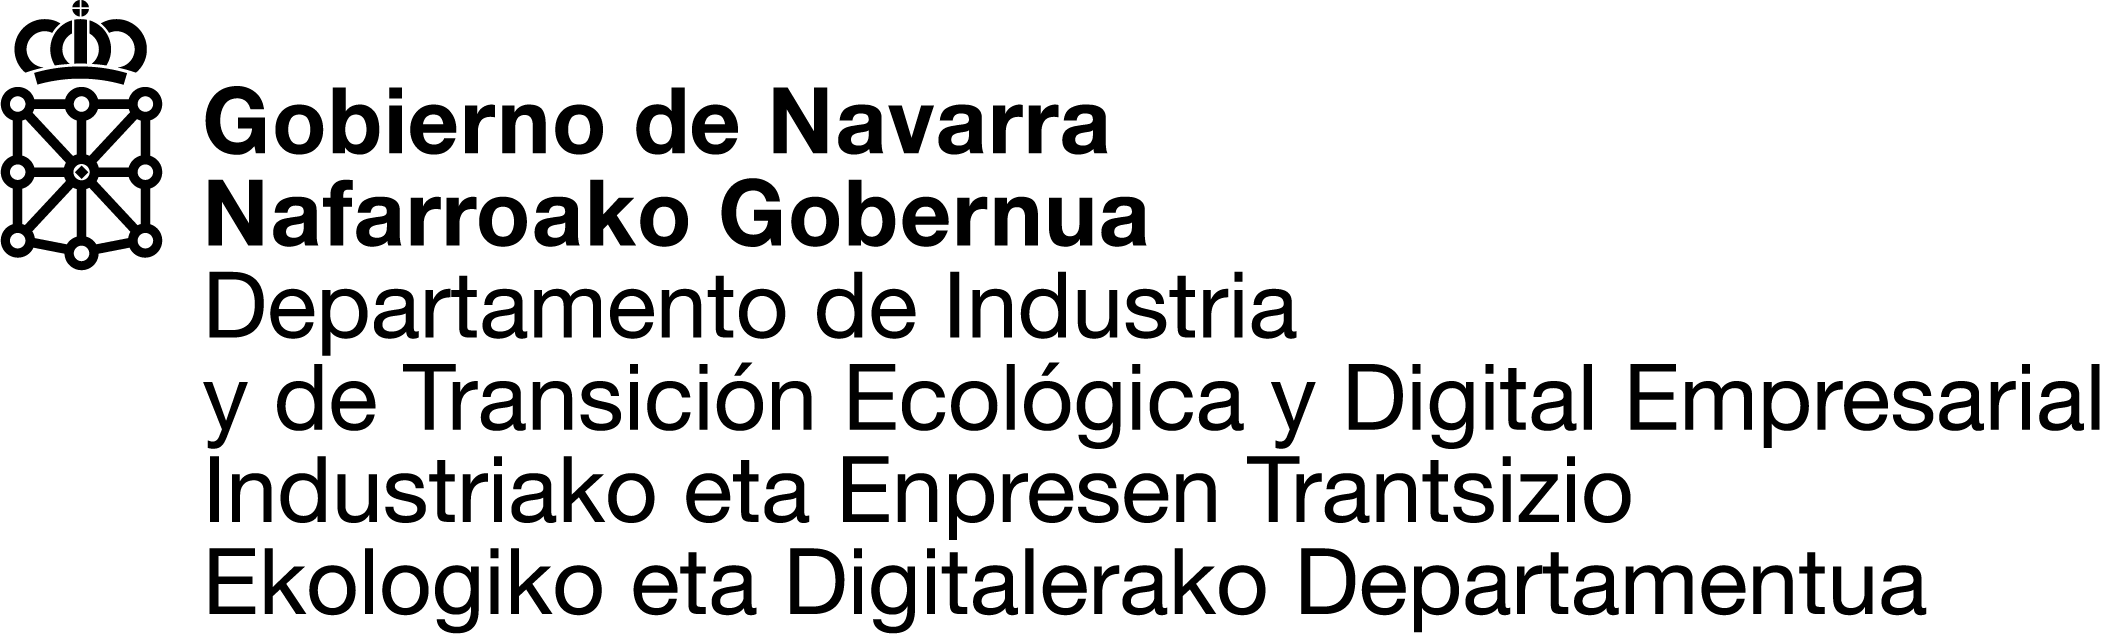 Gobierno de Navarra
Nafarroako Gobernua
Departamento de Industria
y de Transición Ecológica y Digital Empresarial
Industriako eta Enpresen Trantsizio
Ekologiko eta Digitalerako Departamentua